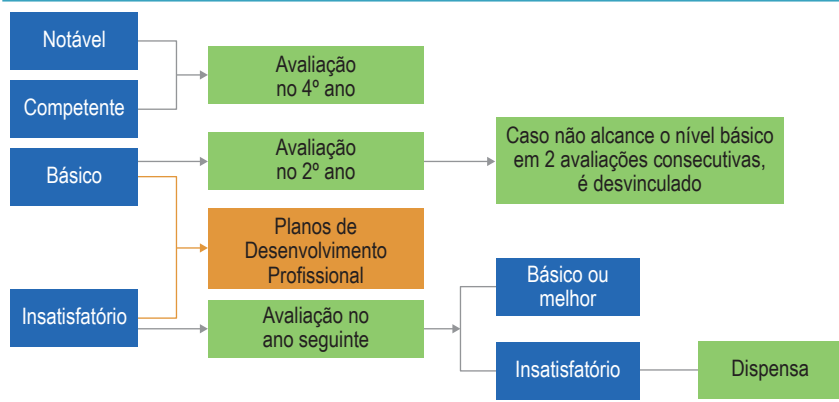 Notável
Competente
Avaliação
no 4º ano
Básico
Avaliação
no 2º ano
Caso não alcance o nível básico
em 2 avaliações consecutivas,
é desvinculado
Planos de
Desenvolvimento
Profissional
Insatisfatório
Avaliação no
ano seguinte
Básico ou
melhor
Insatisfatório
Dispensa